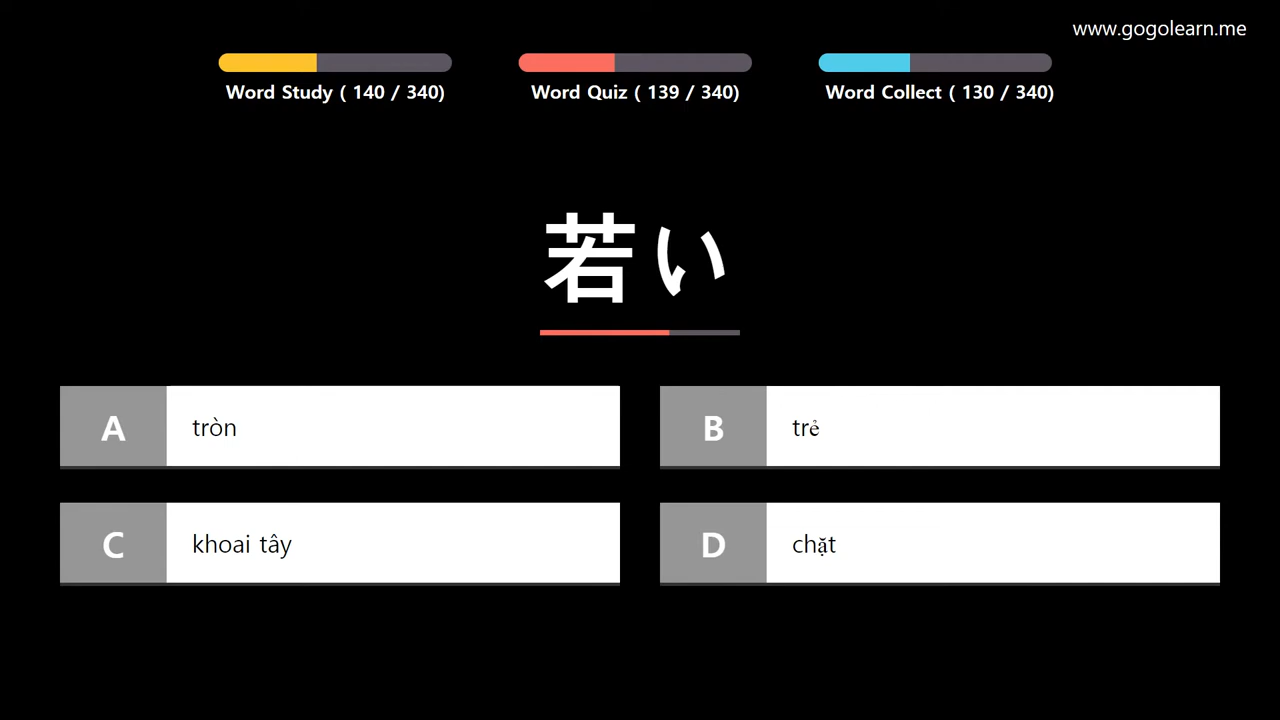 www.gogolearn.me
Word Study ( 140 / 340)
Word Quiz ( 139 / 340)
Word Collect ( 130 / 340)
若い
A tròn
B trẻ
C khoai tây
D chặt